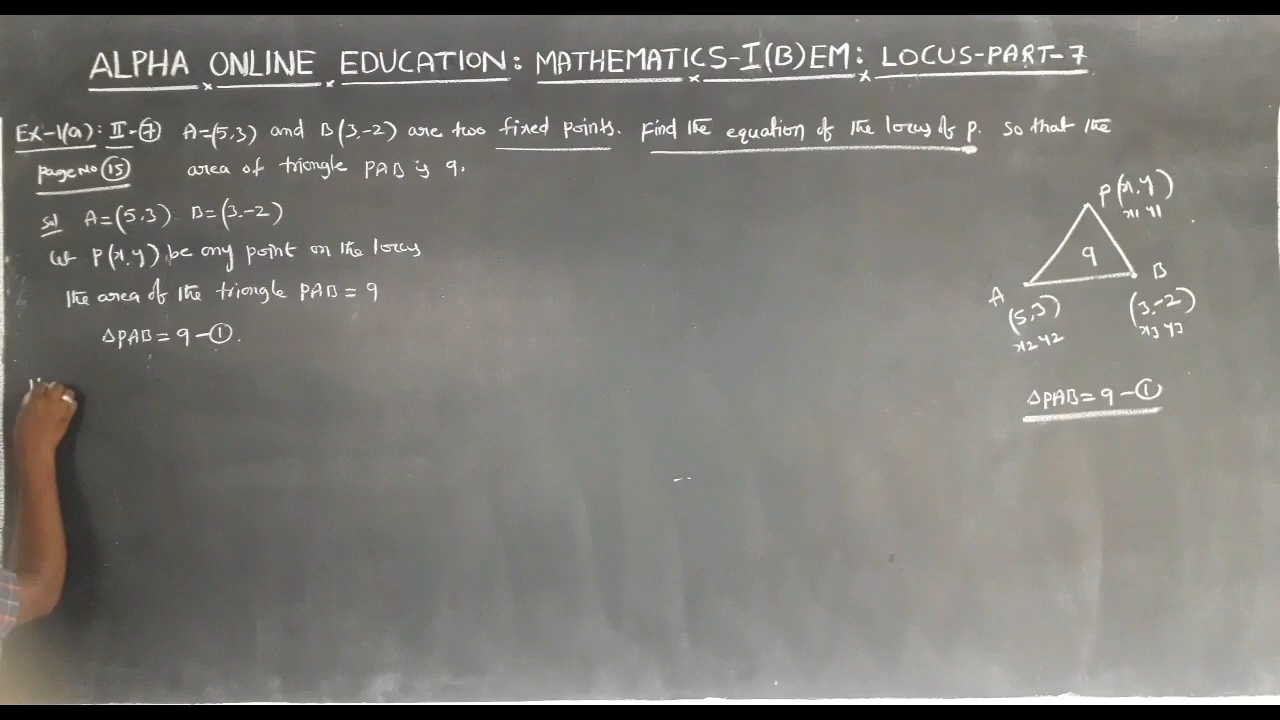 ALPHA ONLINE EDUCATION: MATHEMATICS-I(B)EM: LOCUS-PART-7
Ex-1(a): II-⑦ A=(5,3) and B(3,-2) are two fixed points. Find the equation of the locus of P. so that the
page No ⑮ area of triangle PAB is 9.
Sol A=(5,3) B=(3,-2)
let P(x,y) be any point on the locus
The area of the triangle PAB = 9
ΔPAB = 9 - ①.
P(x,y)
x1 y1
9
A
B
(5,3)
(3,-2)
x2 y2
x3 y3
ΔPAB = 9 - ①